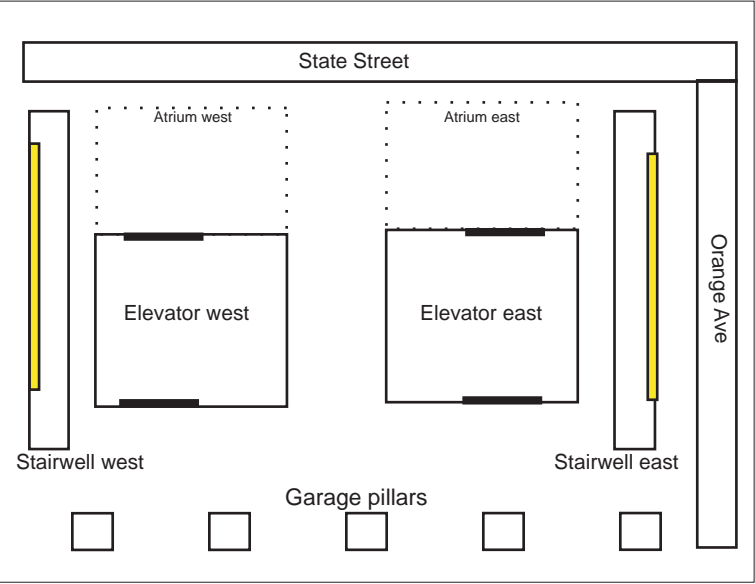 State Street
Atrium west
Atrium east
Orange Ave
Elevator west
Elevator east
Stairwell west
Stairwell east
Garage pillars